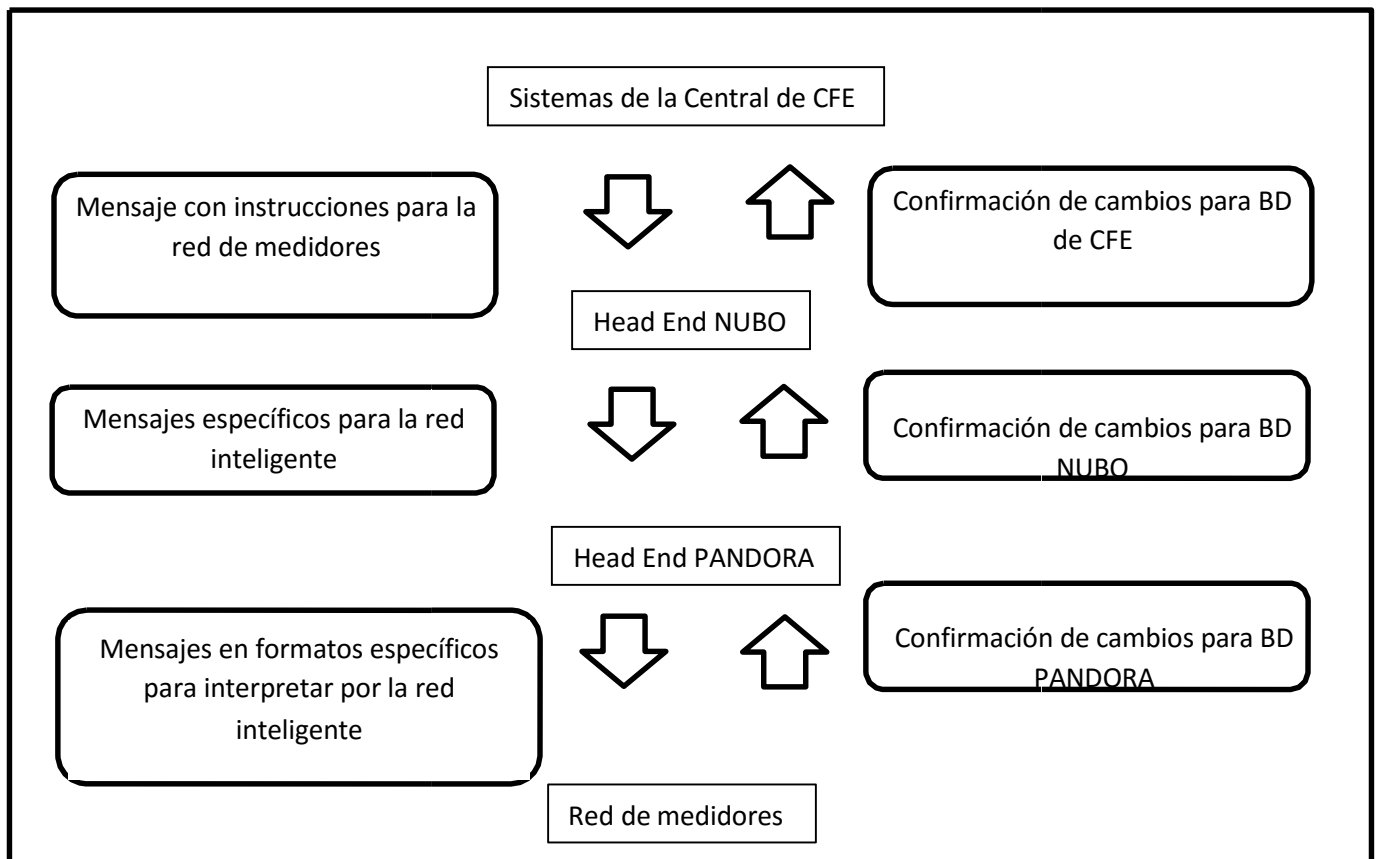 Sistemas de la Central de CFE
Mensaje con instrucciones para la
red de medidores
Confirmación de cambios para BD
de CFE
Head End NUBO
Mensajes específicos para la red
inteligente
Confirmación de cambios para BD
NUBO
Head End PANDORA
Mensajes en formatos específicos
para interpretar por la red
inteligente
Confirmación de cambios para BD
PANDORA
Red de medidores